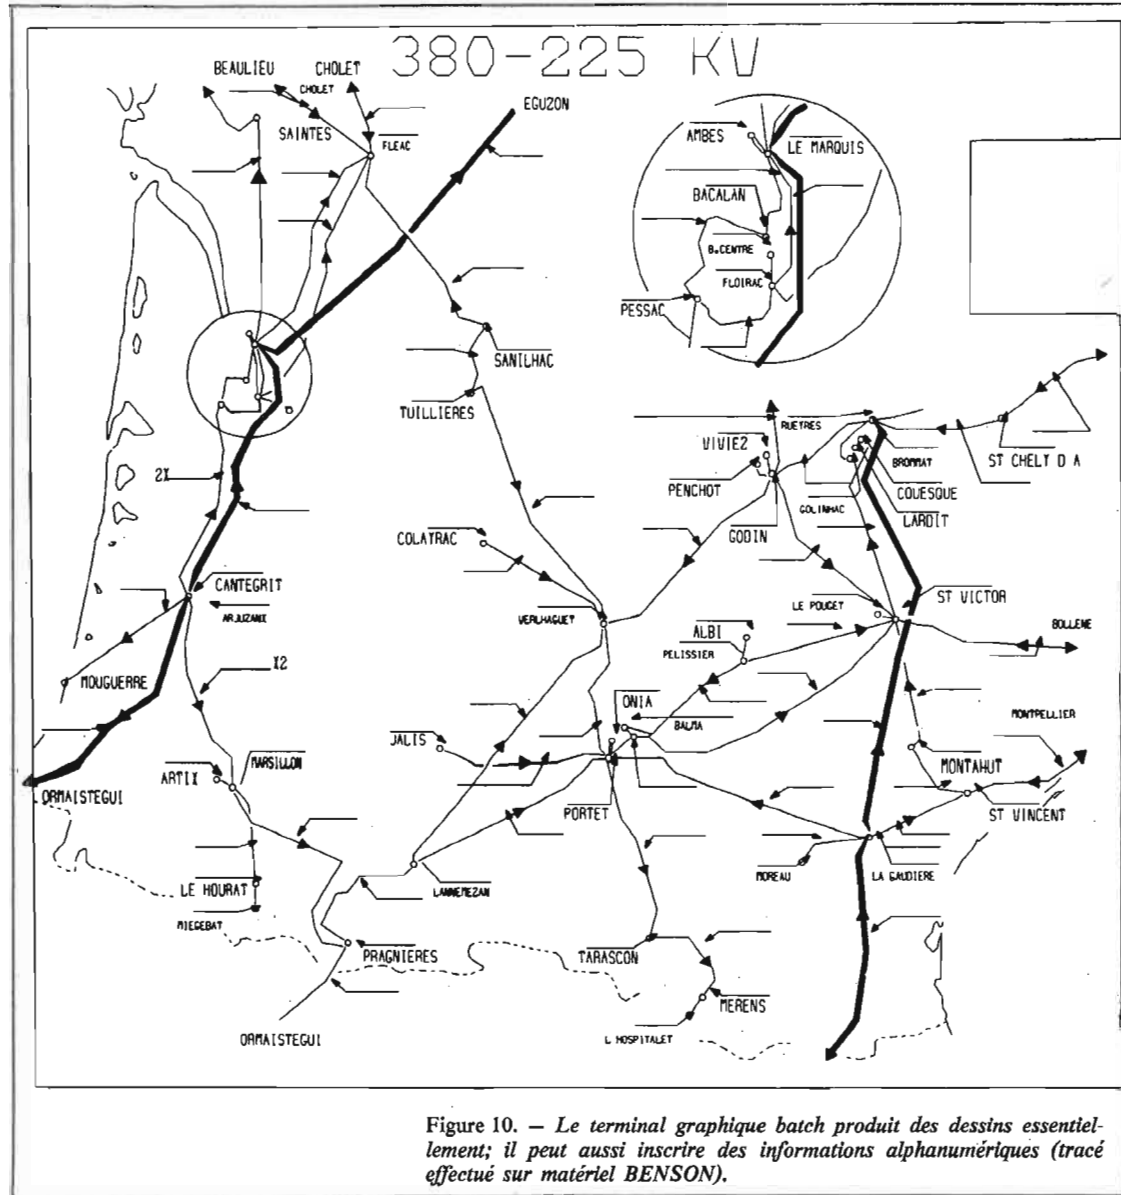 380-225 KV
BEAULIEU
CHOLET
CHOLET
SAINTES
FLEAC
EGUZON
AMBES
LE MARQUIS
BACALAN
B.CENTRE
FLOIRAC
PESSAC
SANILHAC
TUILLIERES
RUEYRES
VIVIEZ
PENCHOT
BROMMAT
ST CHELY D A
COUESQUE
GOLINHAC
LARDIT
GODIN
2X
COLAYRAC
CANTEGRIT
ARJUZANX
VERLHAGUET
LE POUGET
ST VICTOR
ALBI
PELISSIER
BOLLENE
MOUGUERRE
X2
ONIA
BALMA
MONTPELLIER
JALIS
ARTIX
MARSILLON
MONTAHUT
ORMAISTEGUI
PORTET
ST VINCENT
MOREAU
LA GAUDIERE
LE HOURAT
LANNEMEZAN
MIEGEBAT
PRAGNIERES
TARASCON
MERENS
ORMAISTEGUI
L HOSPITALET
Figure 10. — Le terminal graphique batch produit des dessins essentiel-
lement; il peut aussi inscrire des informations alphanumériques (tracé
effectué sur matériel BENSON).